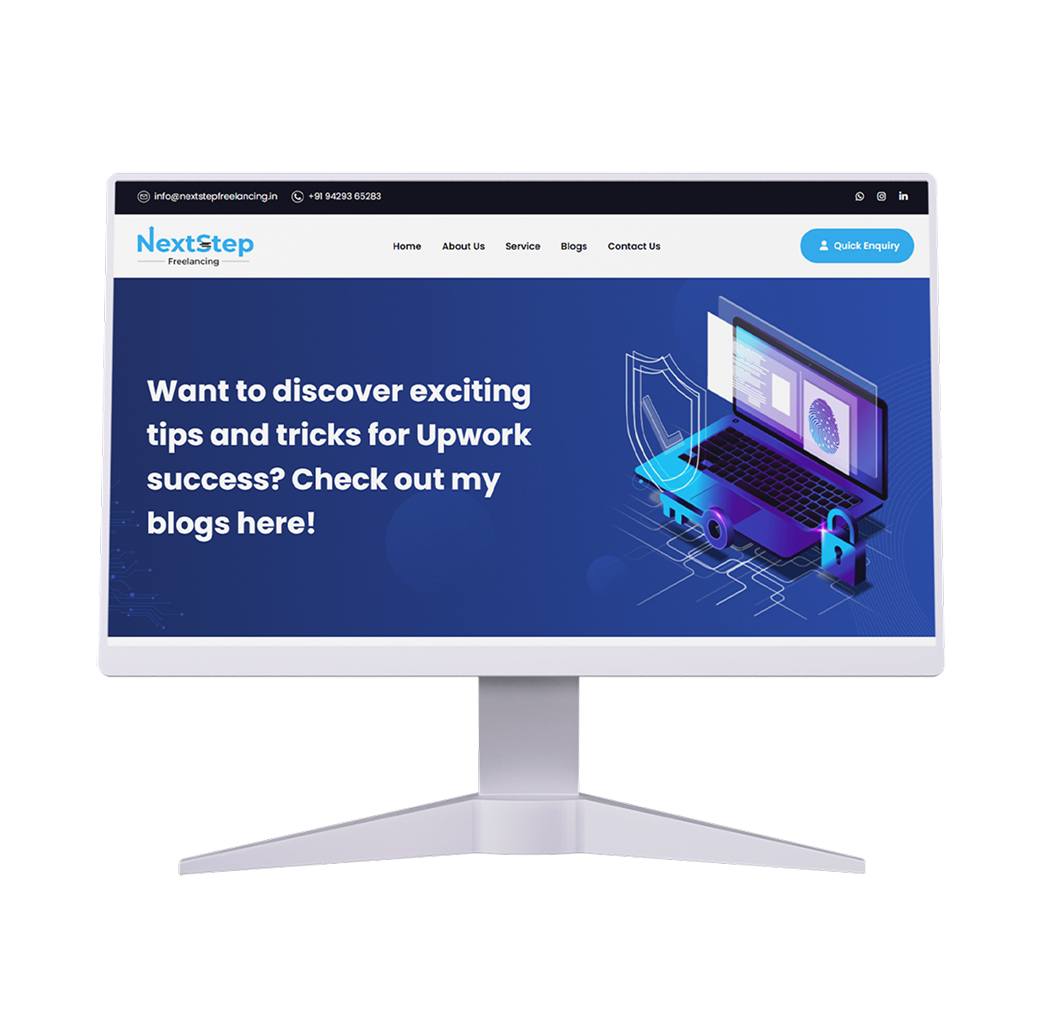 info@nextstepfreelancing.in +91 94293 65283
NextStep
Freelancing
Home About Us Service Blogs Contact Us
Quick Enquiry
Want to discover exciting
tips and tricks for Upwork
success? Check out my
blogs here!